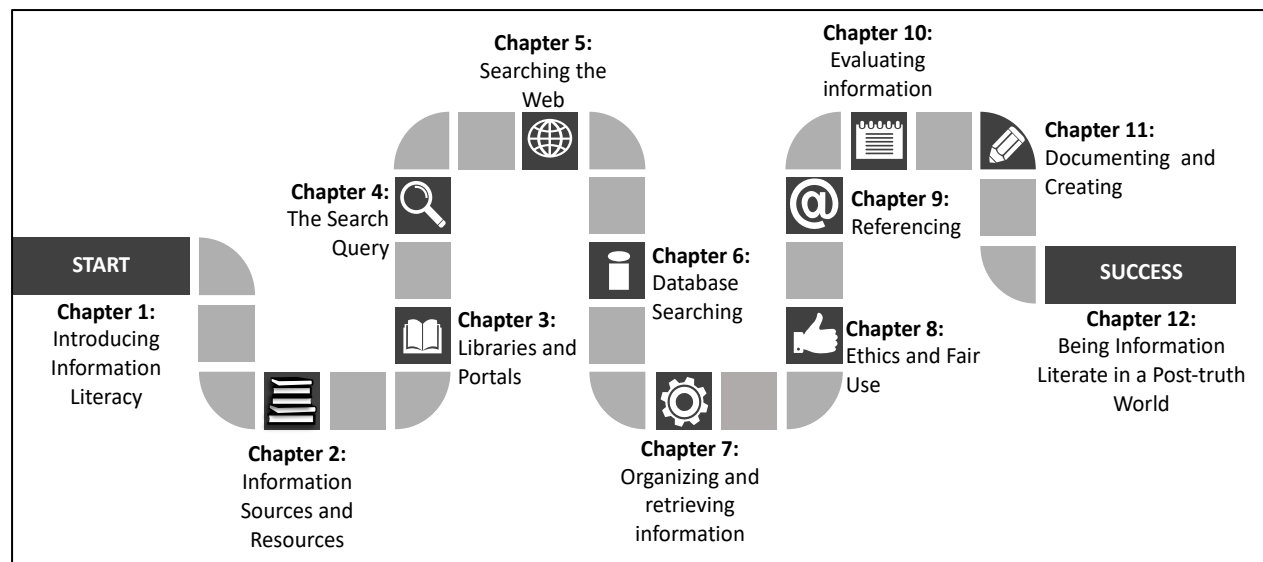 START
Chapter 1:
Introducing
Information
Literacy
Chapter 2:
Information
Sources and
Resources
Chapter 3:
Libraries and
Portals
Chapter 4:
The Search
Query
Chapter 5:
Searching the
Web
Chapter 6:
Database
Searching
Chapter 7:
Organizing and
retrieving
information
Chapter 8:
Ethics and Fair
Use
@
Chapter 9:
Referencing
Chapter 10:
Evaluating
information
Chapter 11:
Documenting and
Creating
SUCCESS
Chapter 12:
Being Information
Literate in a Post-truth
World